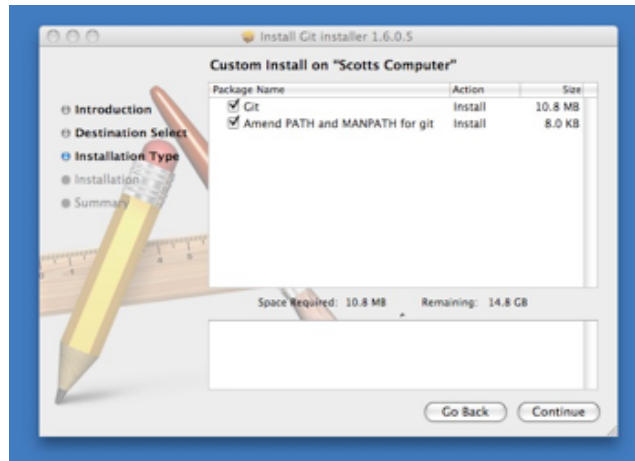 Install Git installer 1.6.0.5
Custom Install on "Scotts Computer"
Introduction
Destination Select
Installation Type
Installation
Summary
Package Name Action Size
Git Install 10.8 MB
Amend PATH and MANPATH for git Install 8.0 KB
Space Required: 10.8 MB Remaining: 14.8 GB
Go Back Continue